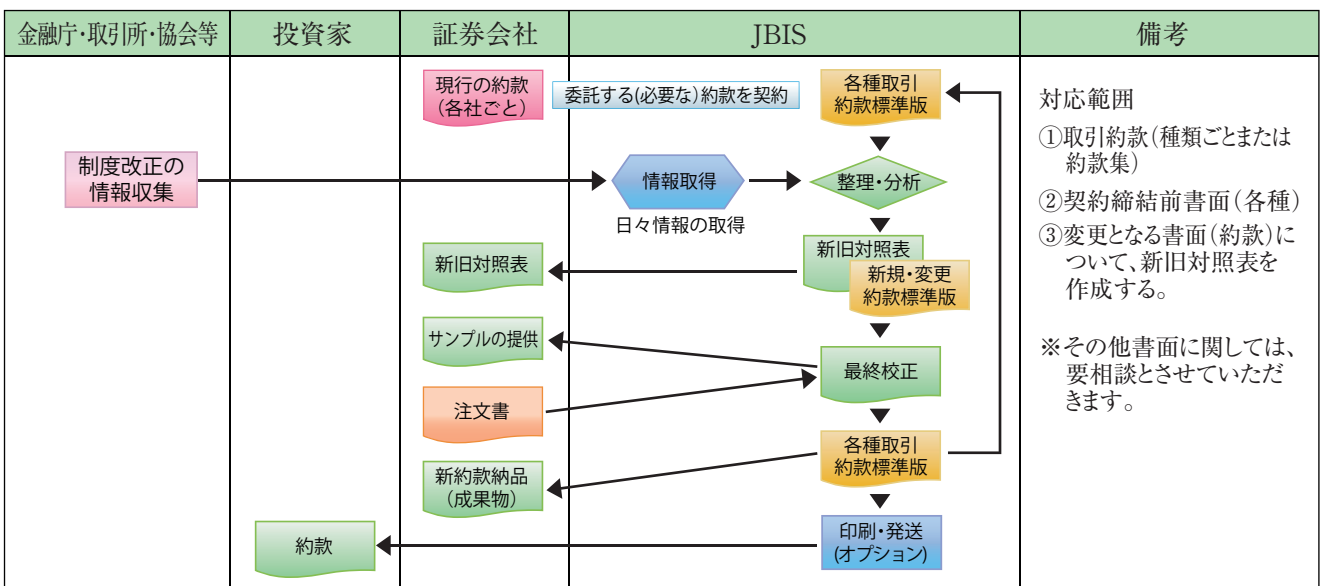 金融庁・取引所・協会等
投資家
証券会社
JBIS
備考
現行の約款
(各社ごと)
委託する(必要な)約款を契約
各種取引
約款標準版
制度改正の
情報収集
情報取得
日々情報の取得
整理・分析
新旧対照表
新旧対照表
新規・変更
約款標準版
サンプルの提供
最終校正
注文書
各種取引
約款標準版
新約款納品
(成果物)
約款
印刷・発送
(オプション)
対応範囲
①取引約款(種類ごとまたは
約款集)
②契約締結前書面(各種)
③変更となる書面(約款)に
ついて、新旧対照表を
作成する。
※その他書面に関しては、
要相談とさせていただ
きます。